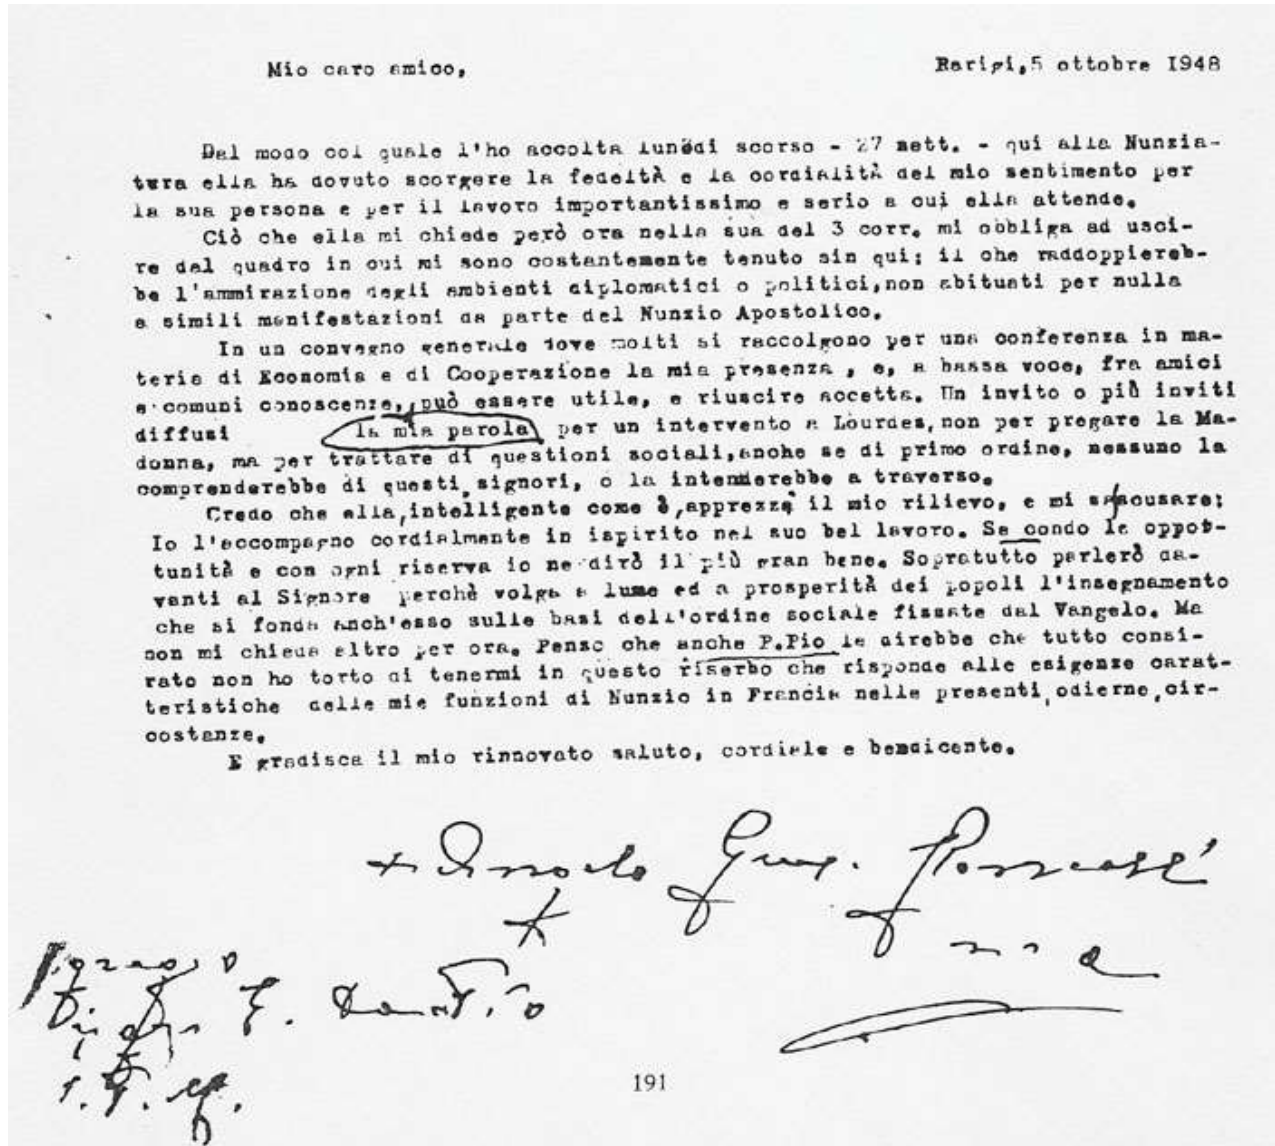 Mio caro amico, Parigi,5 ottobre 1948
Dal modo col quale l'ho accolta lunedì scorso - 27 sett. - qui alla Nunzia-
tura ella ha dovuto scorgere la fedeltà e la cordialità del mio sentimento per
la sua persona e per il lavoro importantissimo e serio a cui ella attende.
Ciò che ella mi chiede però ora nella sua del 3 corr. mi obbliga ad usci-
re dal quadro in cui mi sono costantemente tenuto sin qui; il che raddoppiereb-
be l'ammirazione degli ambienti diplomatici o politici,non abituati per nulla
a simili manifestazioni da parte del Nunzio Apostolico.
In un convegno generale dove molti si raccolgono per una conferenza in ma-
teria di Economia e di Cooperazione la mia presenza , e, a bassa voce, fra amici
e comuni conoscenze, può essere utile, e riuscire accetta. Un invito o più inviti
diffusi la mia parola per un intervento a Lourdes,non per pregare la Ma-
donna, ma per trattare di questioni sociali,anche se di primo ordine, nessuno la
comprenderebbe di questi signori, o la intenderebbe a traverso.
Credo che ella,intelligente come è,apprezzi il mio rilievo, e mi scusare;
Io l'accompagno cordialmente in ispirito nel suo bel lavoro. Se condo le oppor-
tunità e con ogni riserva io ne dirò il più gran bene. Sopratutto parlerò da-
vanti al Signore perchè volga a lume ed a prosperità dei popoli l'insegnamento
che si fonda anch'esso sulle basi dell'ordine sociale fissate dal Vangelo. Ma
non mi chieda altro per ora. Penso che anche P.Pio le direbbe che tutto consi-
rato non ho torto di tenermi in questo riserbo che risponde alle esigenze carat-
teristiche delle mie funzioni di Nunzio in Francia nelle presenti,odierne,cir-
costanze.
E gradisca il mio rinnovato saluto, cordiale e benedicente.
+ Angelo Gius. Roncalli
191